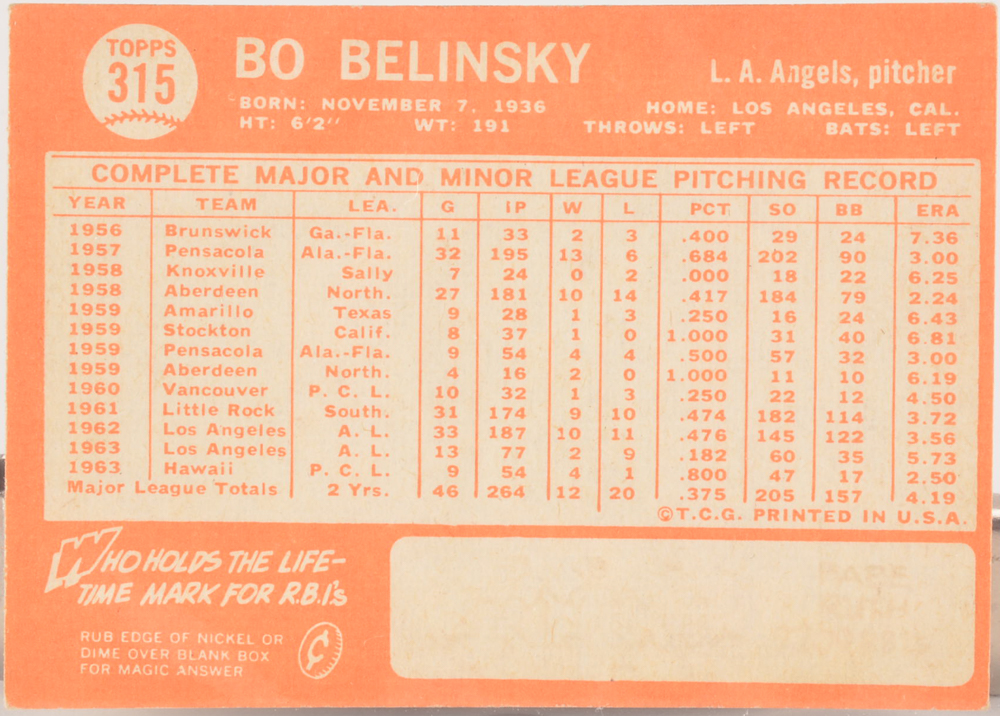 TOPPS
315
BO BELINSKY
L. A. Angels, pitcher
BORN: NOVEMBER 7, 1936
HOME: LOS ANGELES, CAL.
HT: 6'2" WT: 191 THROWS: LEFT BATS: LEFT
COMPLETE MAJOR AND MINOR LEAGUE PITCHING RECORD
YEAR TEAM LEA. G IP W L PCT SO BB ERA
1956 Brunswick Ga.-Fla. 11 33 2 3 .400 29 24 7.36
1957 Pensacola Ala.-Fla. 32 195 13 6 .684 202 90 3.00
1958 Knoxville Sally 7 24 0 2 .000 18 22 6.25
1958 Aberdeen North. 27 181 10 14 .417 184 79 2.24
1959 Amarillo Texas 9 28 1 3 .250 16 24 6.43
1959 Stockton Calif. 8 37 1 0 1.000 31 40 6.81
1959 Pensacola Ala.-Fla. 9 54 4 4 .500 57 32 3.00
1959 Aberdeen North. 4 16 2 0 1.000 11 10 6.19
1960 Vancouver P. C. L. 10 32 1 3 .250 22 12 4.50
1961 Little Rock South. 31 174 9 10 .474 182 114 3.72
1962 Los Angeles A. L. 33 187 10 11 .476 145 122 3.56
1963 Los Angeles A. L. 13 77 2 9 .182 60 35 5.73
1963 Hawaii P. C. L. 9 54 4 1 .800 47 17 2.50
Major League Totals 2 Yrs. 46 264 12 20 .375 205 157 4.19
©T.C.G. PRINTED IN U.S.A.
WHO HOLDS THE LIFE-
TIME MARK FOR R.B.I.'s
RUB EDGE OF NICKEL OR
DIME OVER BLANK BOX
FOR MAGIC ANSWER
¢